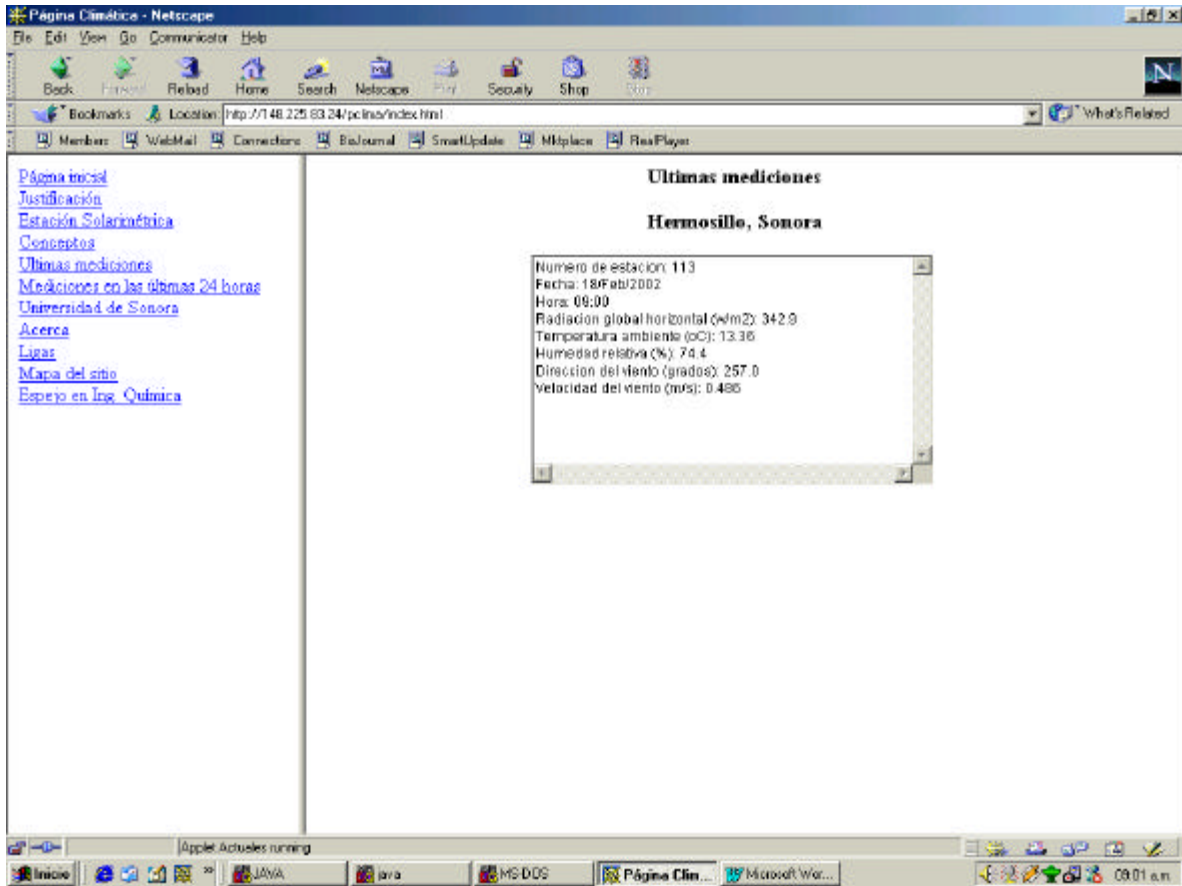 Página Climática - Netscape
File Edit View Go Communicator Help
Back Forward Reload Home Search Netscape Print Security Shop Stop
Bookmarks Location: http://148.225.83.24/pclima/index.html What's Related
Members WebMail Connections BizJournal SmartUpdate Mktplace RealPlayer
Página inicial
Justificación
Estación Solarimétrica
Conceptos
Ultimas mediciones
Mediciones en las últimas 24 horas
Universidad de Sonora
Acerca
Ligas
Mapa del sitio
Espejo en Ing. Química
Ultimas mediciones
Hermosillo, Sonora
Numero de estacion: 113
Fecha: 18/Feb/2002
Hora: 09:00
Radiacion global horizontal (w/m2): 342.9
Temperatura ambiente (oC): 13.36
Humedad relativa (%): 74.4
Direccion del viento (grados): 257.0
Velocidad del viento (m/s): 0.486
Applet Actuales running
Inicio JAVA java MS-DOS Página Clim... Microsoft Wor... 09:01 a.m.